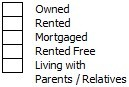 Owned
Rented
Mortgaged
Rented Free
Living with
Parents / Relatives